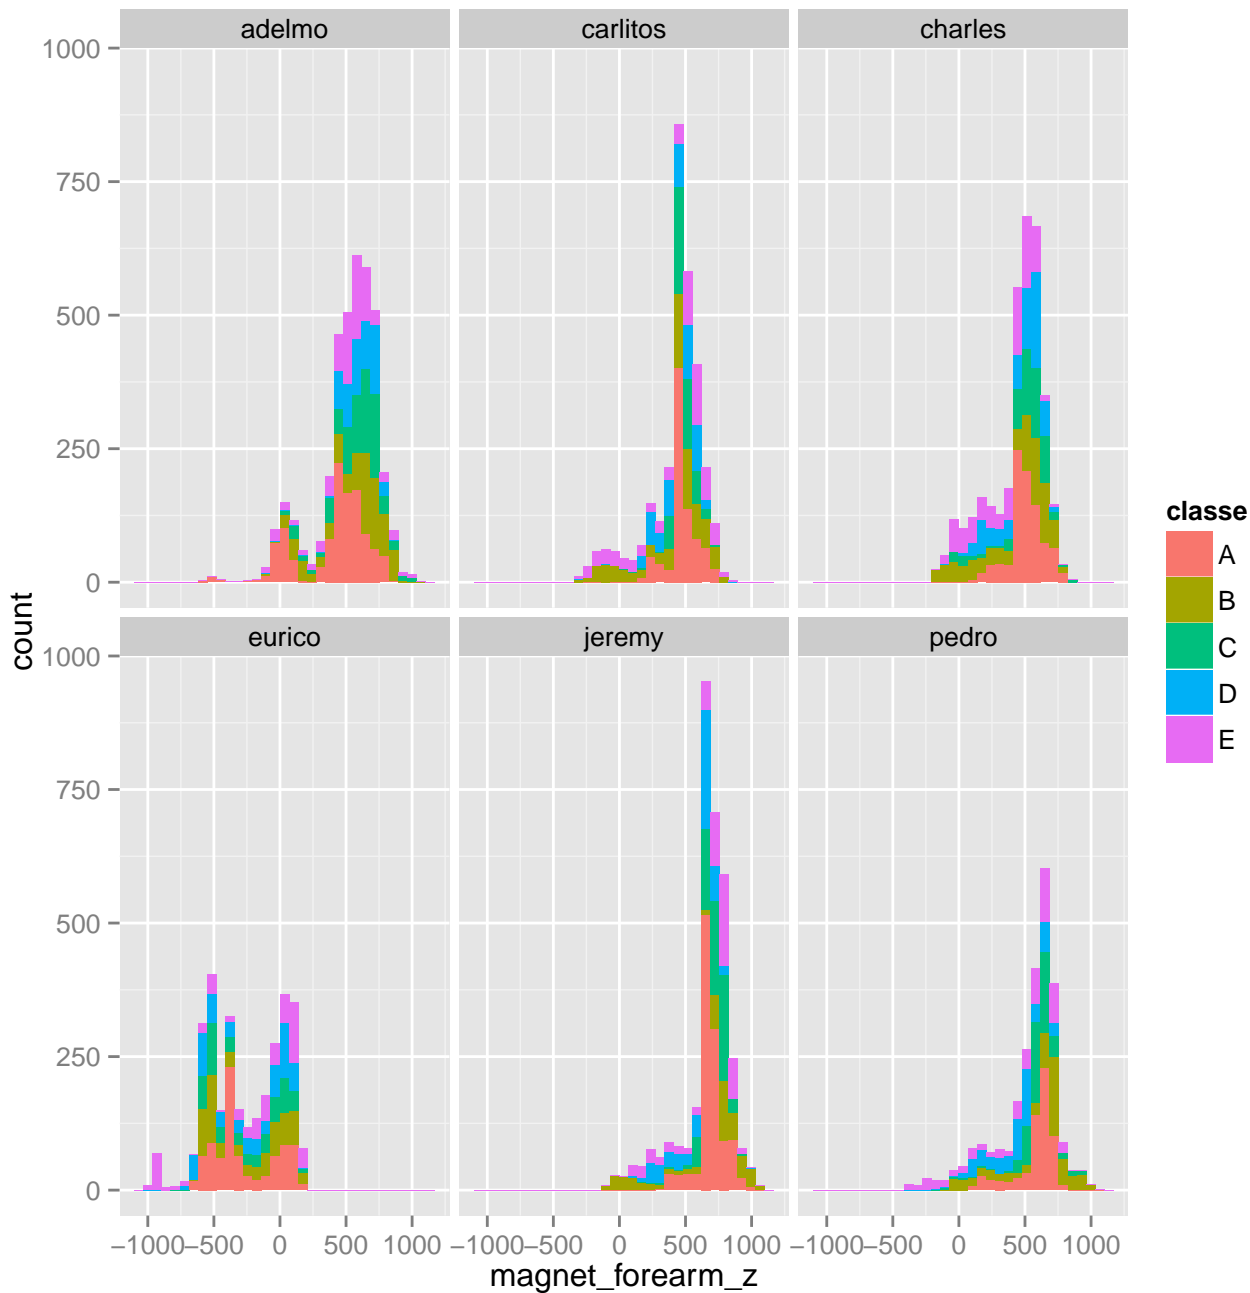 adelmo carlitos charles
1000
750
500
250
0
count
eurico jeremy pedro
1000
750
500
250
0
−1000 −500 0 500 1000 −1000 −500 0 500 1000 −1000 −500 0 500 1000
magnet_forearm_z
classe
A
B
C
D
E